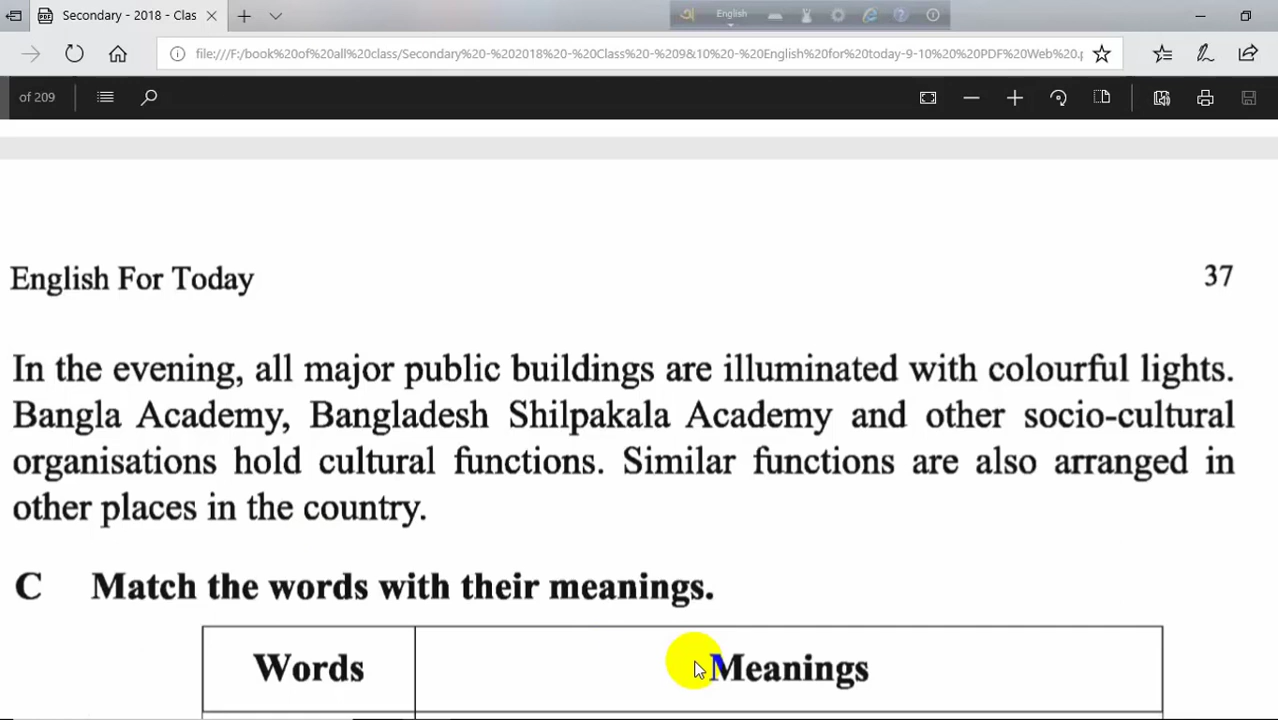 Secondary - 2018 - Clas
English
file:///F:/book%20of%20all%20class/Secondary%20-%202018%20-%20Class%20-%209&10%20-%20English%20for%20today-9-10%20%20PDF%20Web%20.p
of 209
English For Today 37
In the evening, all major public buildings are illuminated with colourful lights.
Bangla Academy, Bangladesh Shilpakala Academy and other socio-cultural
organisations hold cultural functions. Similar functions are also arranged in
other places in the country.
C Match the words with their meanings.
Words Meanings